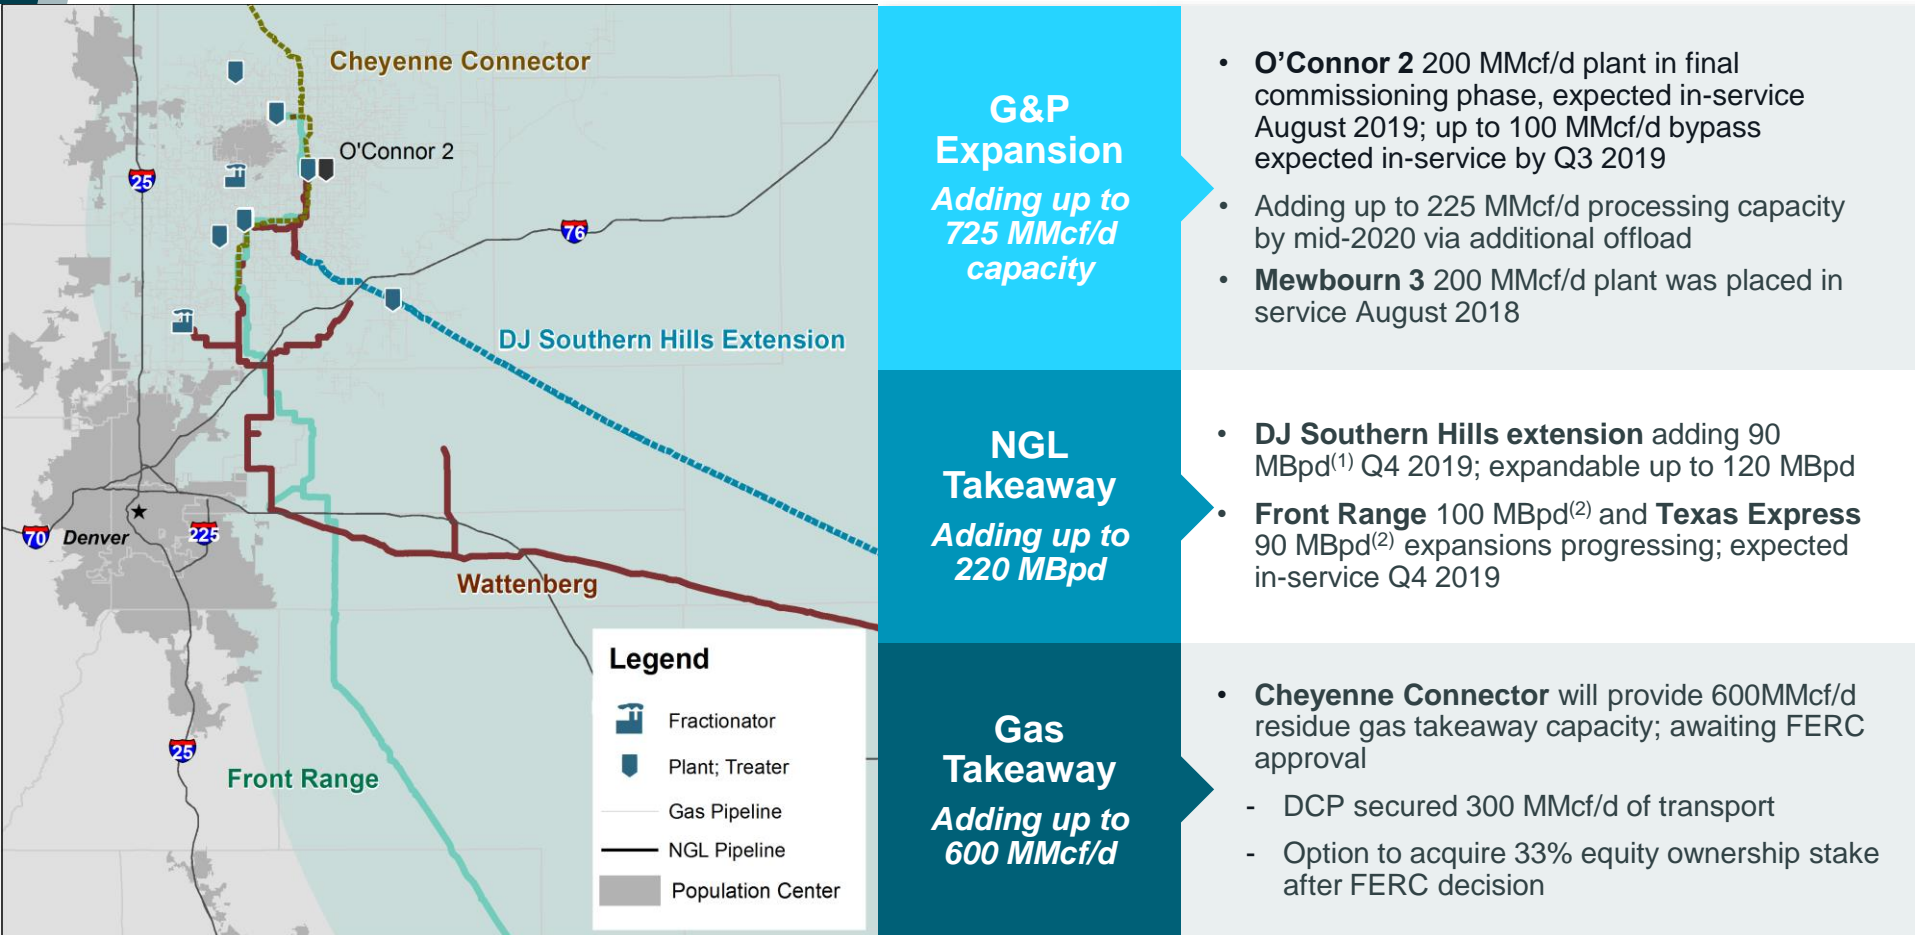 Cheyenne Connector
O'Connor 2
25
76
DJ Southern Hills Extension
70
Denver
225
Wattenberg
25
Front Range
Legend
Fractionator
Plant; Treater
Gas Pipeline
NGL Pipeline
Population Center
G&P
Expansion
Adding up to
725 MMcf/d
capacity
• O’Connor 2 200 MMcf/d plant in final
commissioning phase, expected in-service
August 2019; up to 100 MMcf/d bypass
expected in-service by Q3 2019
• Adding up to 225 MMcf/d processing capacity
by mid-2020 via additional offload
• Mewbourn 3 200 MMcf/d plant was placed in
service August 2018
NGL
Takeaway
Adding up to
220 MBpd
• DJ Southern Hills extension adding 90
MBpd(1) Q4 2019; expandable up to 120 MBpd
• Front Range 100 MBpd(2) and Texas Express
90 MBpd(2) expansions progressing; expected
in-service Q4 2019
Gas
Takeaway
Adding up to
600 MMcf/d
• Cheyenne Connector will provide 600MMcf/d
residue gas takeaway capacity; awaiting FERC
approval
- DCP secured 300 MMcf/d of transport
- Option to acquire 33% equity ownership stake
after FERC decision